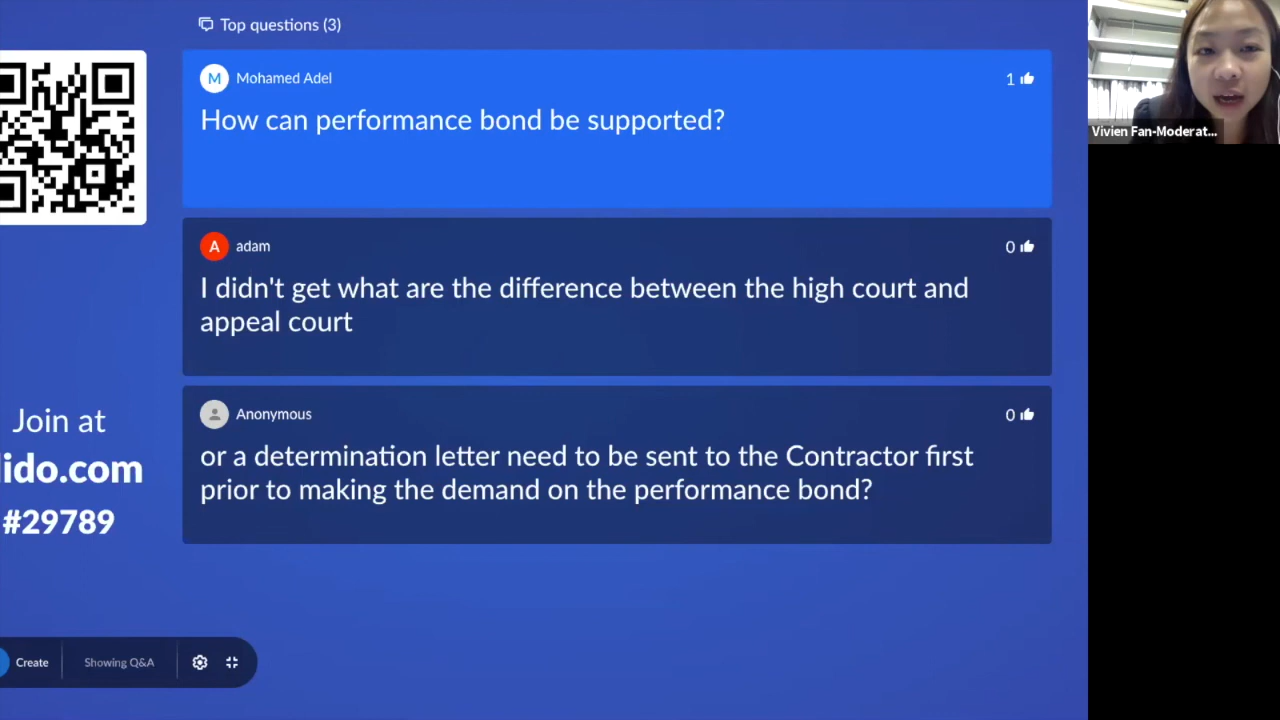 Top questions (3)
M Mohamed Adel 1
How can performance bond be supported?
A adam 0
I didn't get what are the difference between the high court and
appeal court
Anonymous 0
or a determination letter need to be sent to the Contractor first
prior to making the demand on the performance bond?
Join at
lido.com
#29789
Create Showing Q&A
Vivien Fan-Moderat...